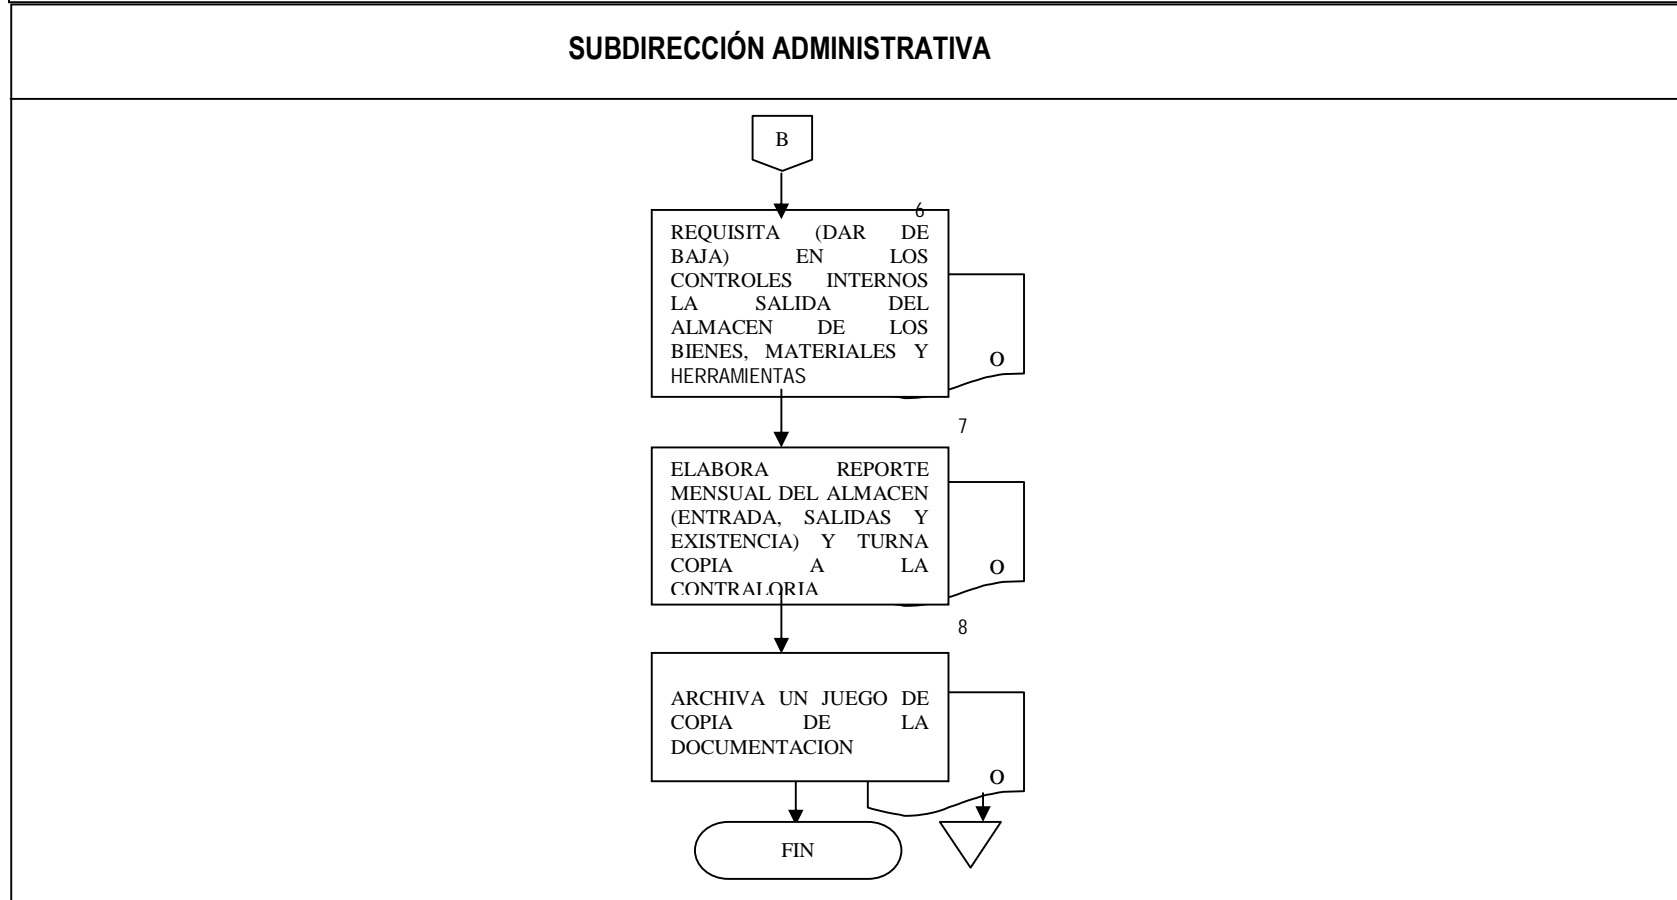 SUBDIRECCIÓN ADMINISTRATIVA
B
6
REQUISITA (DAR DE
BAJA) EN LOS
CONTROLES INTERNOS
LA SALIDA DEL
ALMACEN DE LOS
BIENES, MATERIALES Y
HERRAMIENTAS
O
7
ELABORA REPORTE
MENSUAL DEL ALMACEN
(ENTRADA, SALIDAS Y
EXISTENCIA) Y TURNA
COPIA A LA
CONTRALORIA
O
8
ARCHIVA UN JUEGO DE
COPIA DE LA
DOCUMENTACION
O
FIN